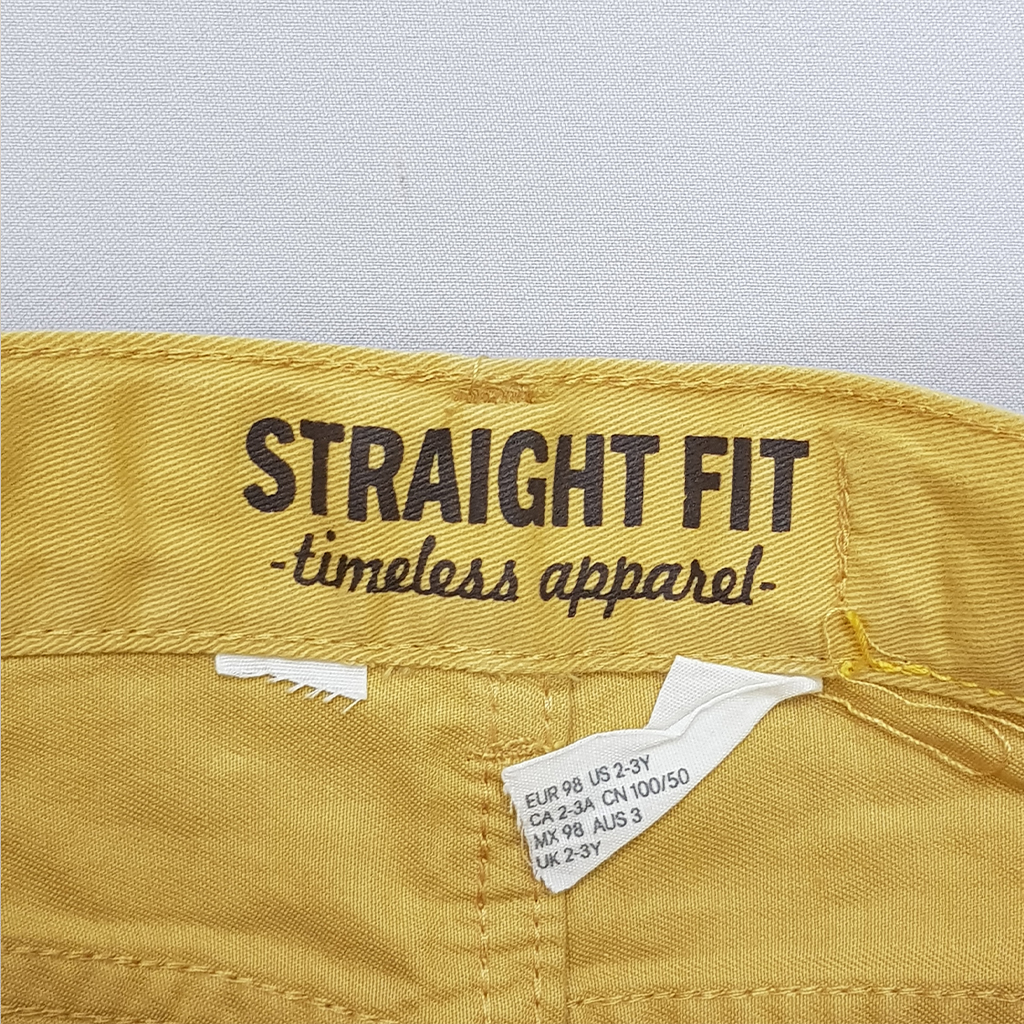 STRAIGHT FIT
-timeless apparel-
EUR 98 US 2-3Y
CA 2-3A CN 100/50
MX 98 AUS 3
UK 2-3Y